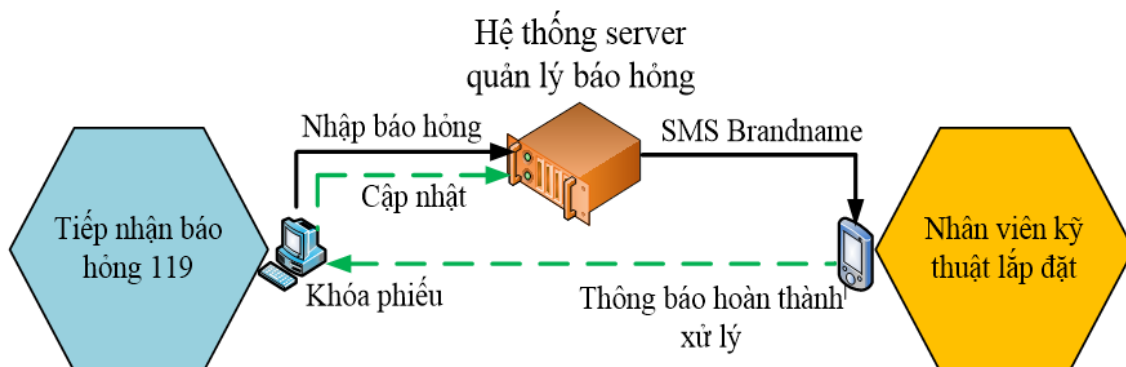 Hệ thống server
quản lý báo hỏng
Nhập báo hỏng
SMS Brandname
Cập nhật
Tiếp nhận báo
hỏng 119
Nhân viên kỹ
thuật lắp đặt
Khóa phiếu
Thông báo hoàn thành
xử lý